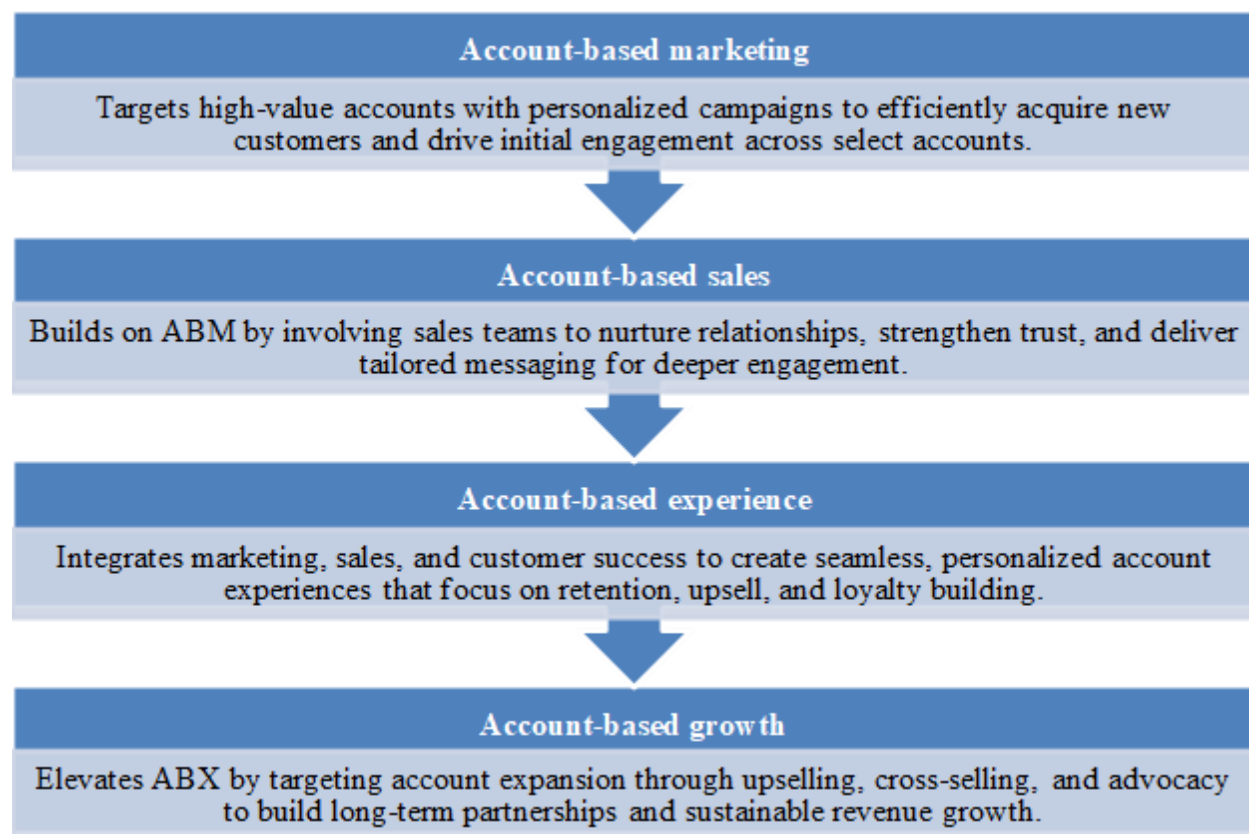 Account-based marketing
Targets high-value accounts with personalized campaigns to efficiently acquire new
customers and drive initial engagement across select accounts.
Account-based sales
Builds on ABM by involving sales teams to nurture relationships, strengthen trust, and deliver
tailored messaging for deeper engagement.
Account-based experience
Integrates marketing, sales, and customer success to create seamless, personalized account
experiences that focus on retention, upsell, and loyalty building.
Account-based growth
Elevates ABX by targeting account expansion through upselling, cross-selling, and advocacy
to build long-term partnerships and sustainable revenue growth.